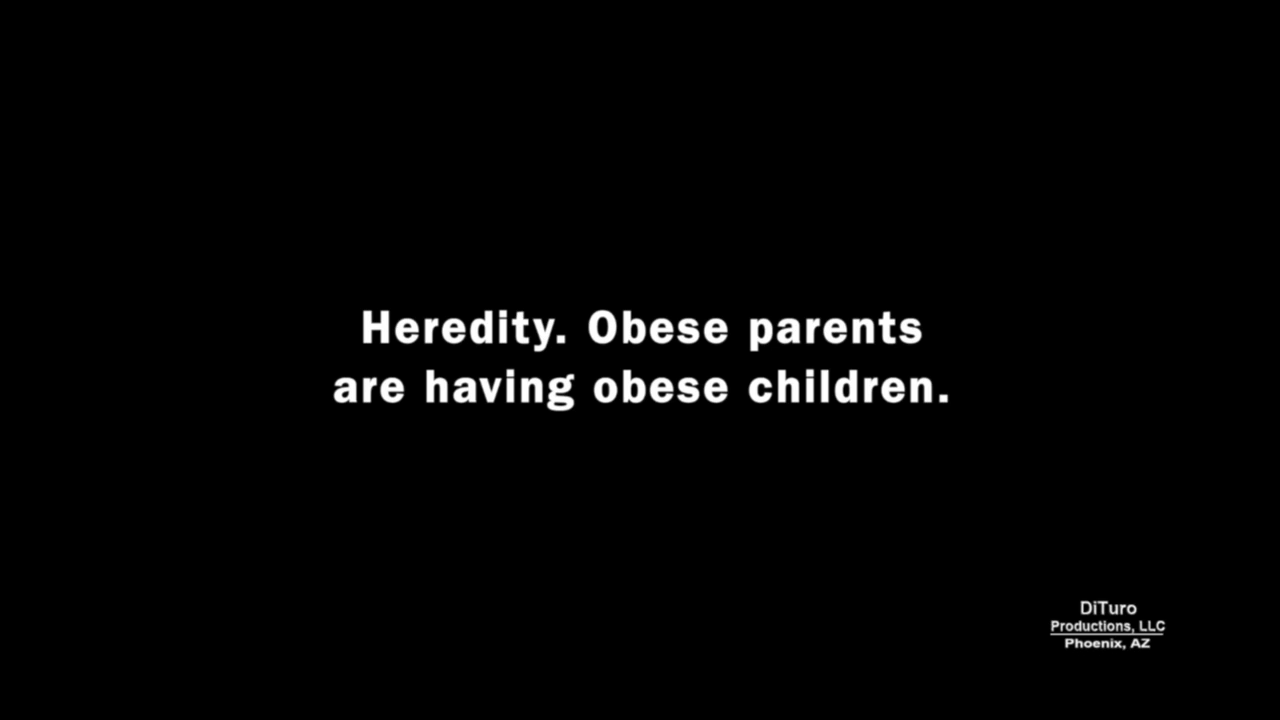 Heredity. Obese parents
are having obese children.
DiTuro
Productions, LLC
Phoenix, AZ